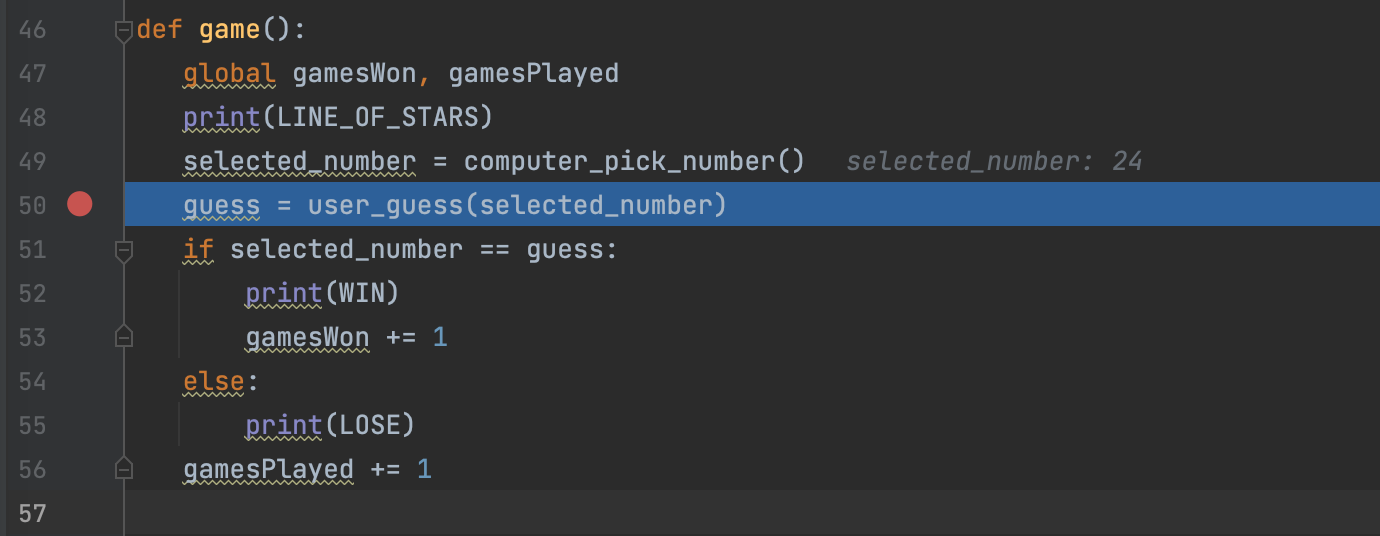 46 def game():
47 global gamesWon, gamesPlayed
48 print(LINE_OF_STARS)
49 selected_number = computer_pick_number() selected_number: 24
50 guess = user_guess(selected_number)
51 if selected_number == guess:
52 print(WIN)
53 gamesWon += 1
54 else:
55 print(LOSE)
56 gamesPlayed += 1
57